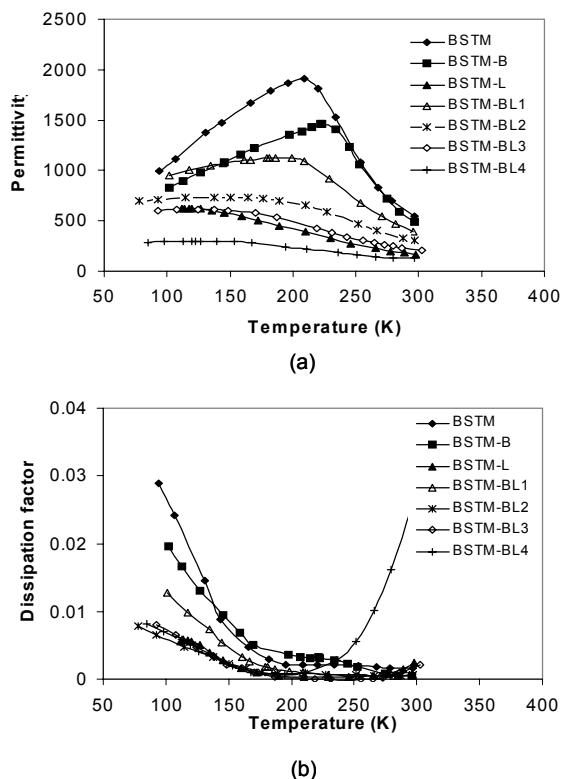 (a)
2500
2000
1500
1000
500
0
Permittivity
50 100 150 200 250 300 350 400
Temperature (K)
BSTM
BSTM-B
BSTM-L
BSTM-BL1
BSTM-BL2
BSTM-BL3
BSTM-BL4
(a)
0.04
0.03
0.02
0.01
0
Dissipation factor
50 100 150 200 250 300 350 400
Temperature (K)
BSTM
BSTM-B
BSTM-L
BSTM-BL1
BSTM-BL2
BSTM-BL3
BSTM-BL4
(b)